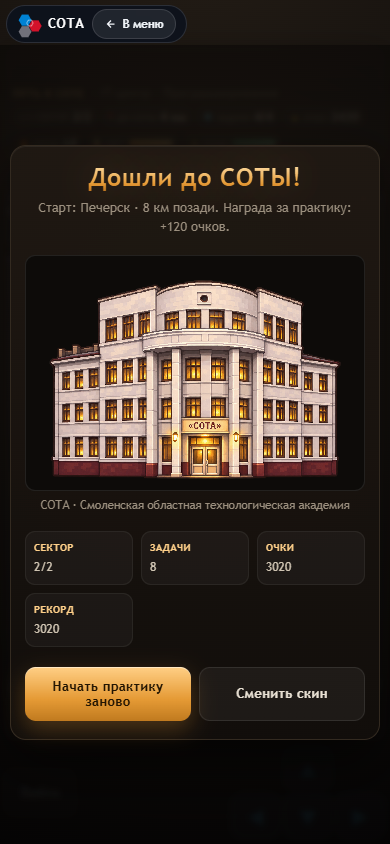 СОТА
← В меню
Дошли до СОТЫ!
Старт: Печерск · 8 км позади. Награда за практику:
+120 очков.
«СОТА»
СОТА · Смоленская областная технологическая академия
СЕКТОР
2/2
ЗАДАЧИ
8
ОЧКИ
3020
РЕКОРД
3020
Начать практику
заново
Сменить скин